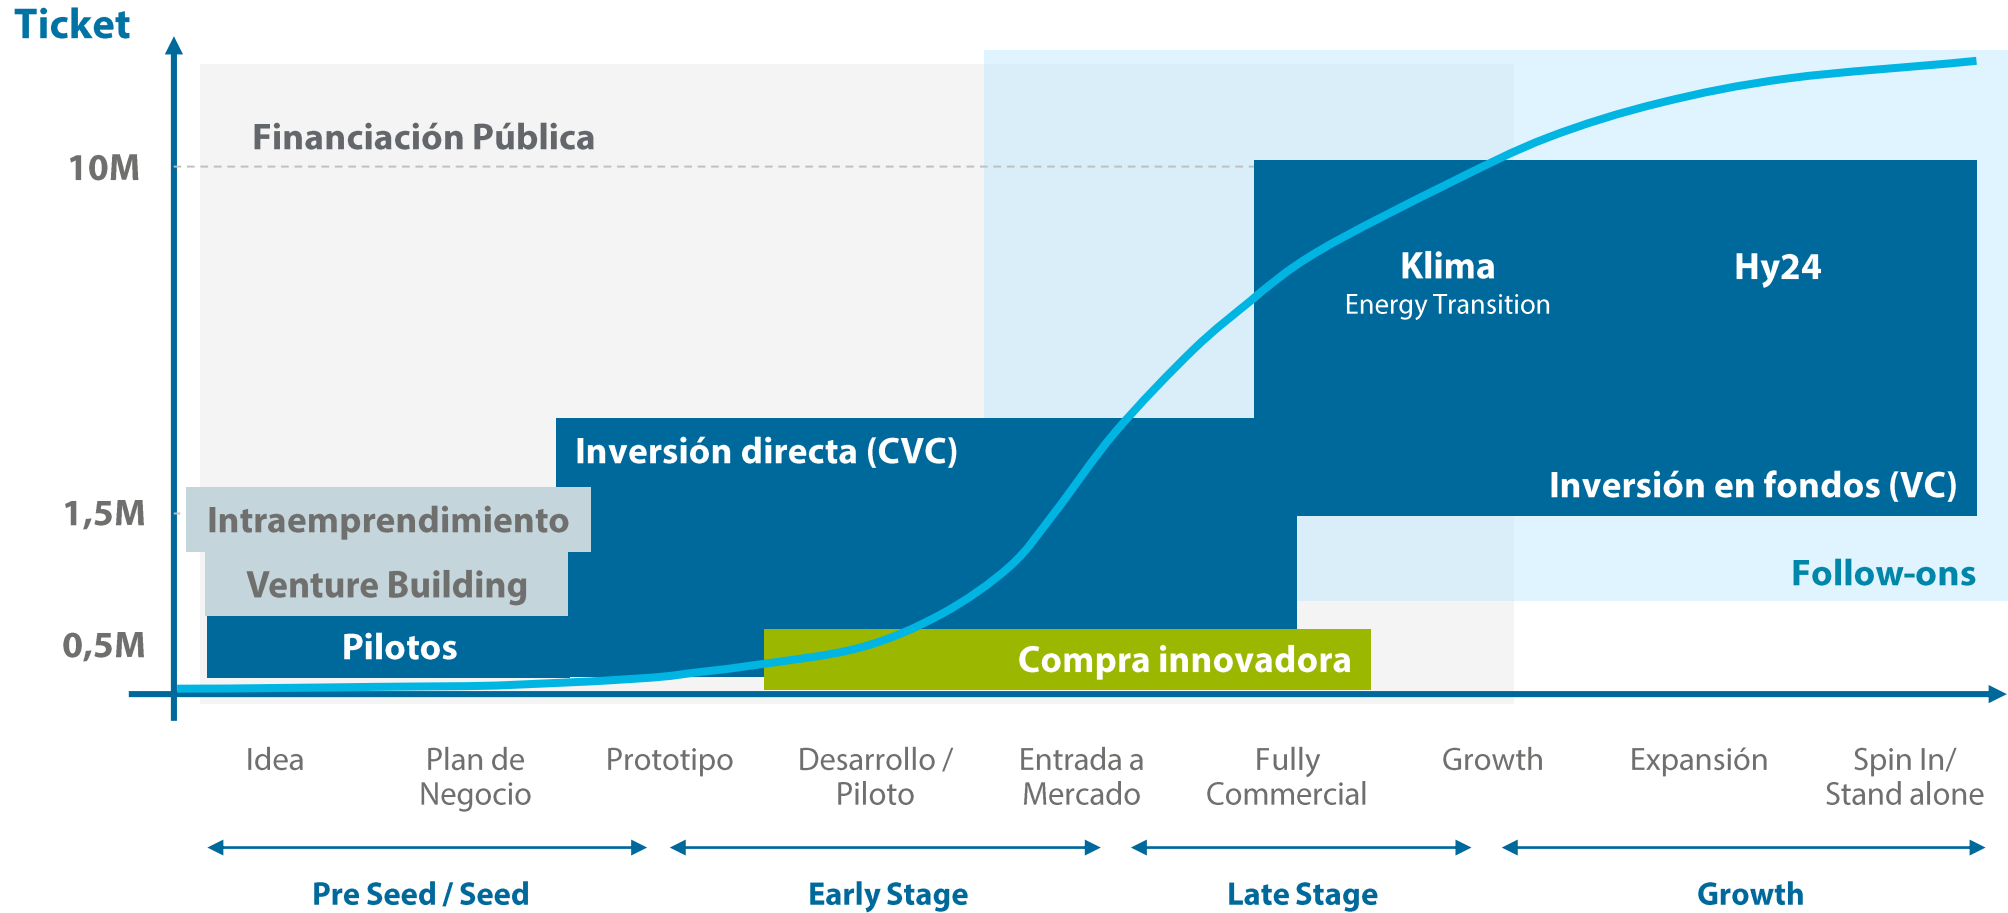 Ticket
Financiación Pública
10M
Klima
Energy Transition
Hy24
Inversión directa (CVC)
Inversión en fondos (VC)
1,5M
Intraemprendimiento
Venture Building
Follow-ons
0,5M
Pilotos
Compra innovadora
Idea
Plan de
Negocio
Prototipo
Desarrollo /
Piloto
Entrada a
Mercado
Fully
Commercial
Growth
Expansión
Spin In/
Stand alone
Pre Seed / Seed
Early Stage
Late Stage
Growth